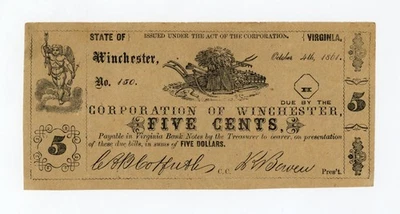 STATE OF ISSUED UNDER THE ACT OF THE CORPORATION. VIRGINIA,
Winchester, October 4th, 1861.
No. 150.
H
DUE BY THE
CORPORATION OF WINCHESTER,
5 FIVE CENTS, 5
Payable in Virginia Bank Notes by the Treasurer to bearer, on presentation
of these due bills, in sums of FIVE DOLLARS.
C.C. Pres't.